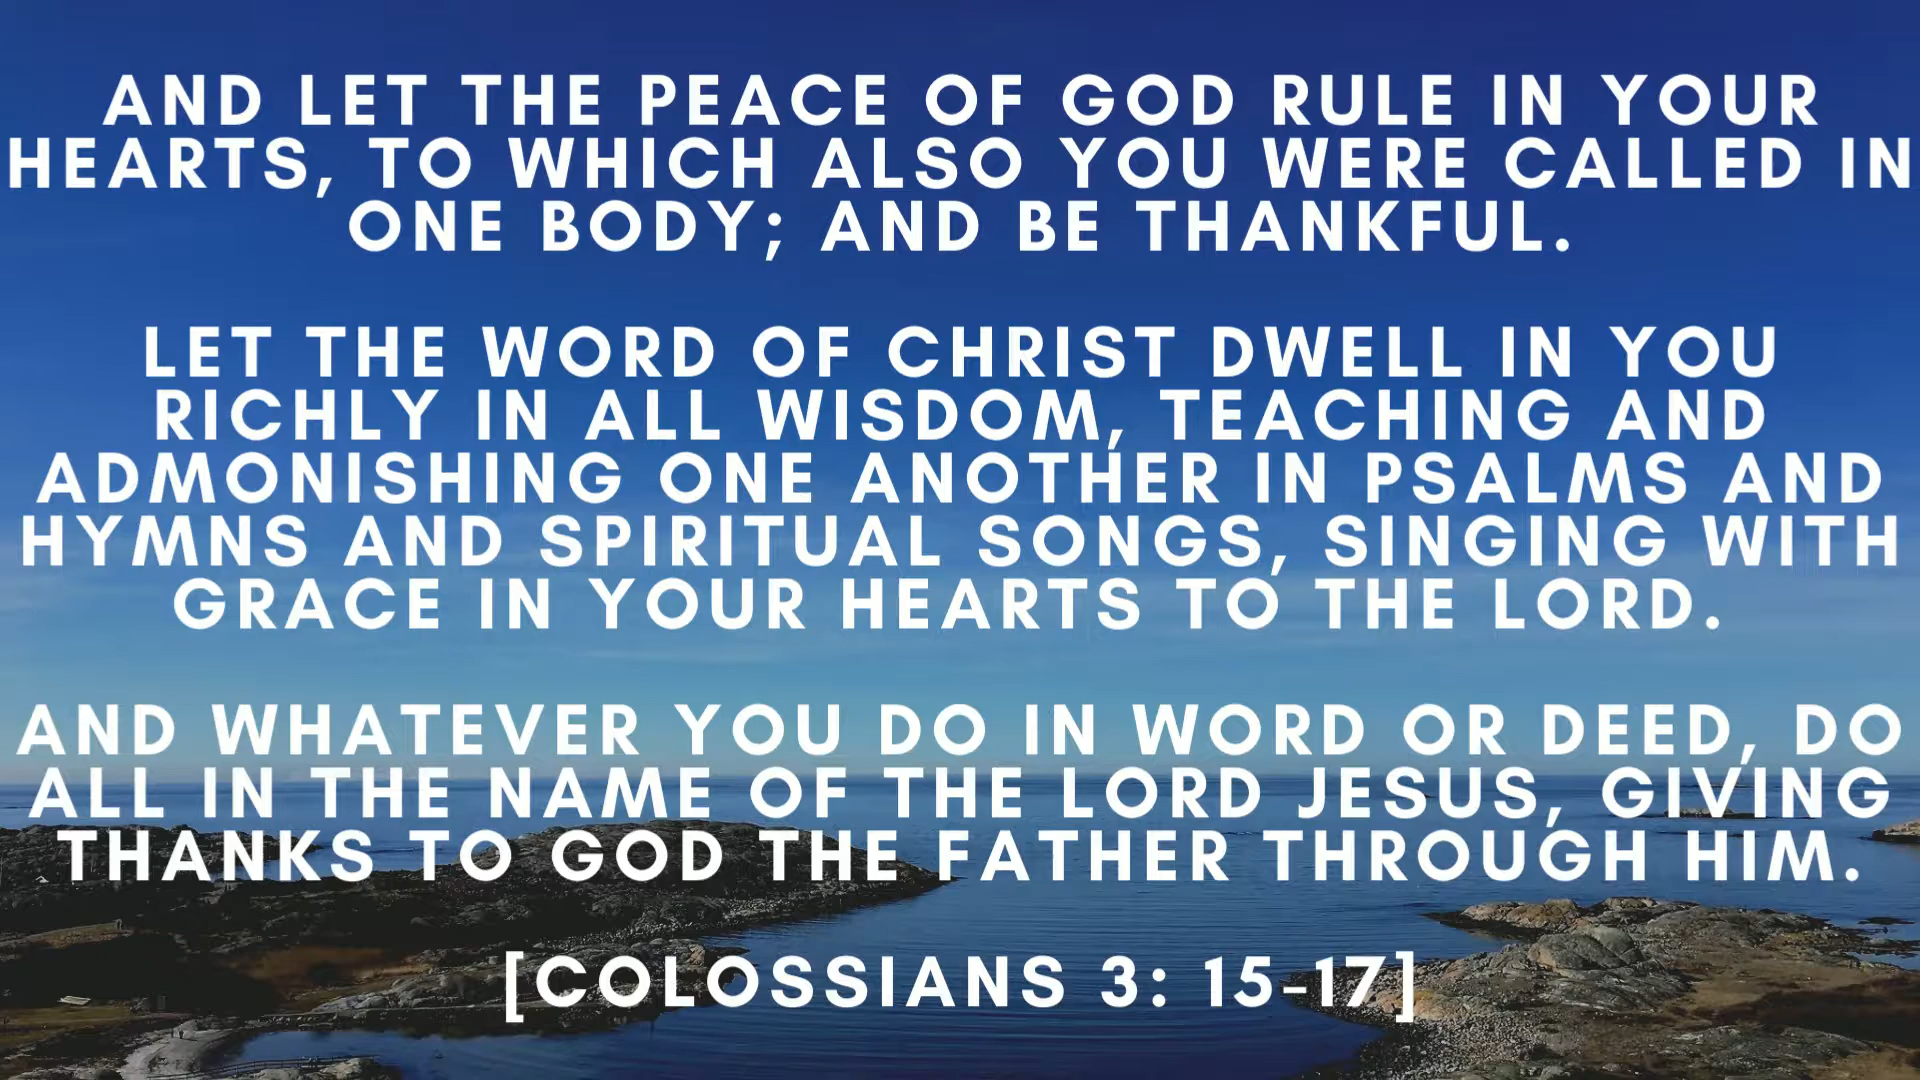 AND LET THE PEACE OF GOD RULE IN YOUR
HEARTS, TO WHICH ALSO YOU WERE CALLED IN
ONE BODY; AND BE THANKFUL.
LET THE WORD OF CHRIST DWELL IN YOU
RICHLY IN ALL WISDOM, TEACHING AND
ADMONISHING ONE ANOTHER IN PSALMS AND
HYMNS AND SPIRITUAL SONGS, SINGING WITH
GRACE IN YOUR HEARTS TO THE LORD.
AND WHATEVER YOU DO IN WORD OR DEED, DO
ALL IN THE NAME OF THE LORD JESUS, GIVING
THANKS TO GOD THE FATHER THROUGH HIM.
[COLOSSIANS 3: 15-17]